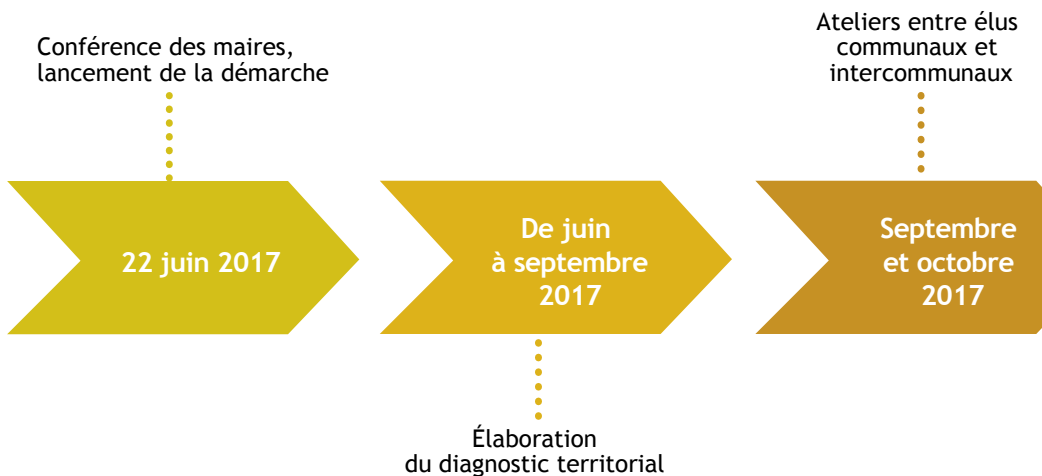 Conférence des maires,
lancement de la démarche
22 juin 2017
De juin
à septembre
2017
Élaboration
du diagnostic territorial
Ateliers entre élus
communaux et
intercommunaux
Septembre
et octobre
2017